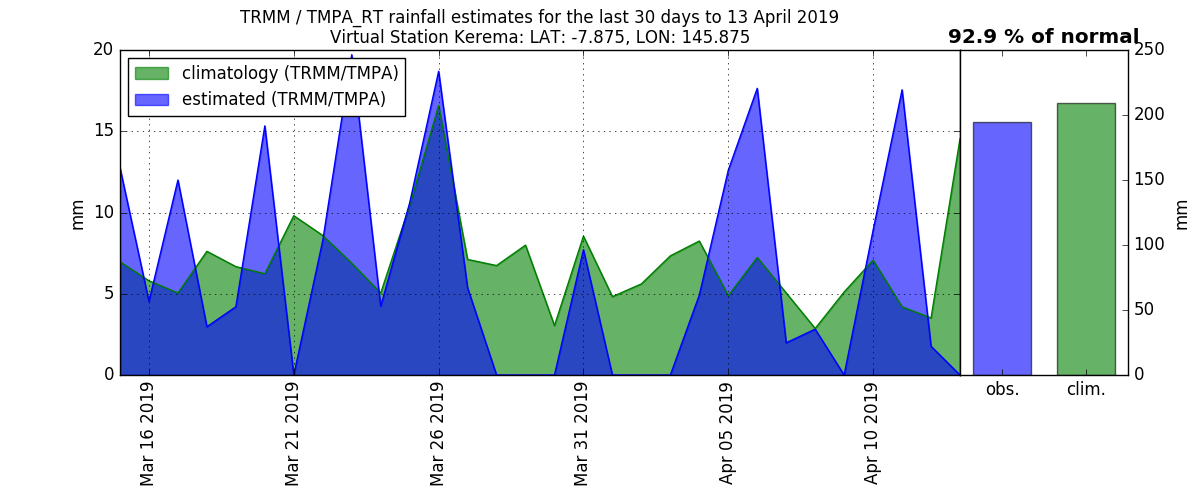 TRMM / TMPA_RT rainfall estimates for the last 30 days to 13 April 2019
Virtual Station Kerema: LAT: -7.875, LON: 145.875
92.9 % of normal
climatology (TRMM/TMPA)
estimated (TRMM/TMPA)
20
15
10
5
0
mm
250
200
150
100
50
0
mm
Mar 16 2019
Mar 21 2019
Mar 26 2019
Mar 31 2019
Apr 05 2019
Apr 10 2019
obs.
clim.